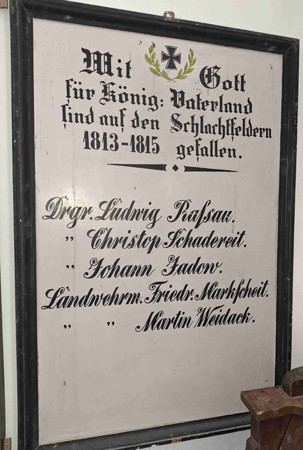 Mit Gott
für König: Vaterland
sind auf den Schlachtfeldern
1813-1815 gefallen.
Drgr. Ludwig Raſsau.
" Christop Schadereit.
" Johann Jadow.
Landwehrm. Friedr. Markſcheit.
" " Martin Weidack.